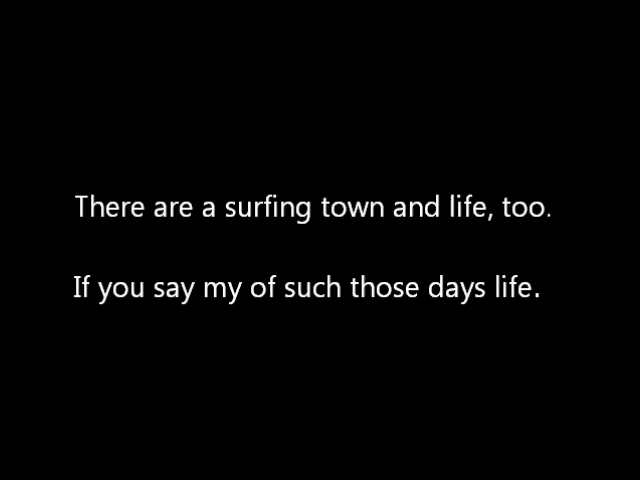 There are a surfing town and life, too.
If you say my of such those days life.